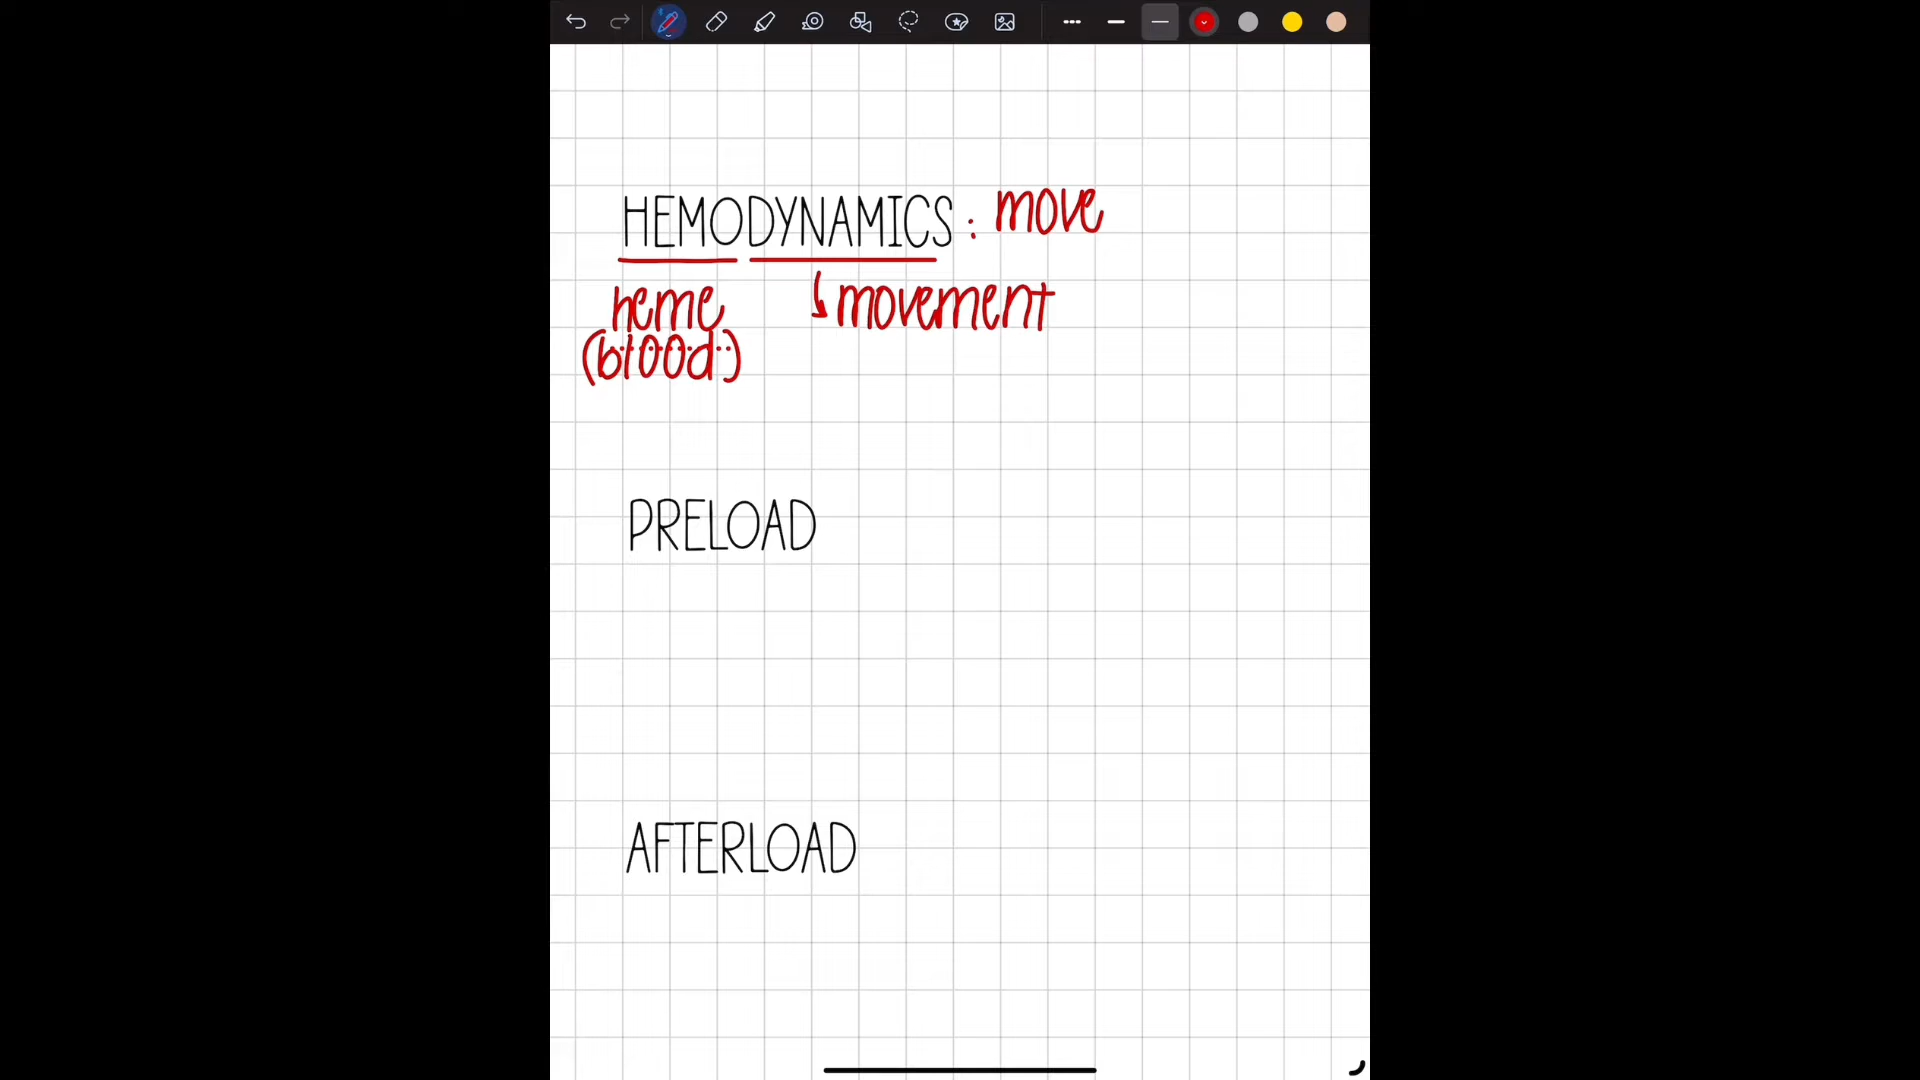 HEMODYNAMICS : move
heme ↳ movement
(blood)
PRELOAD
AFTERLOAD